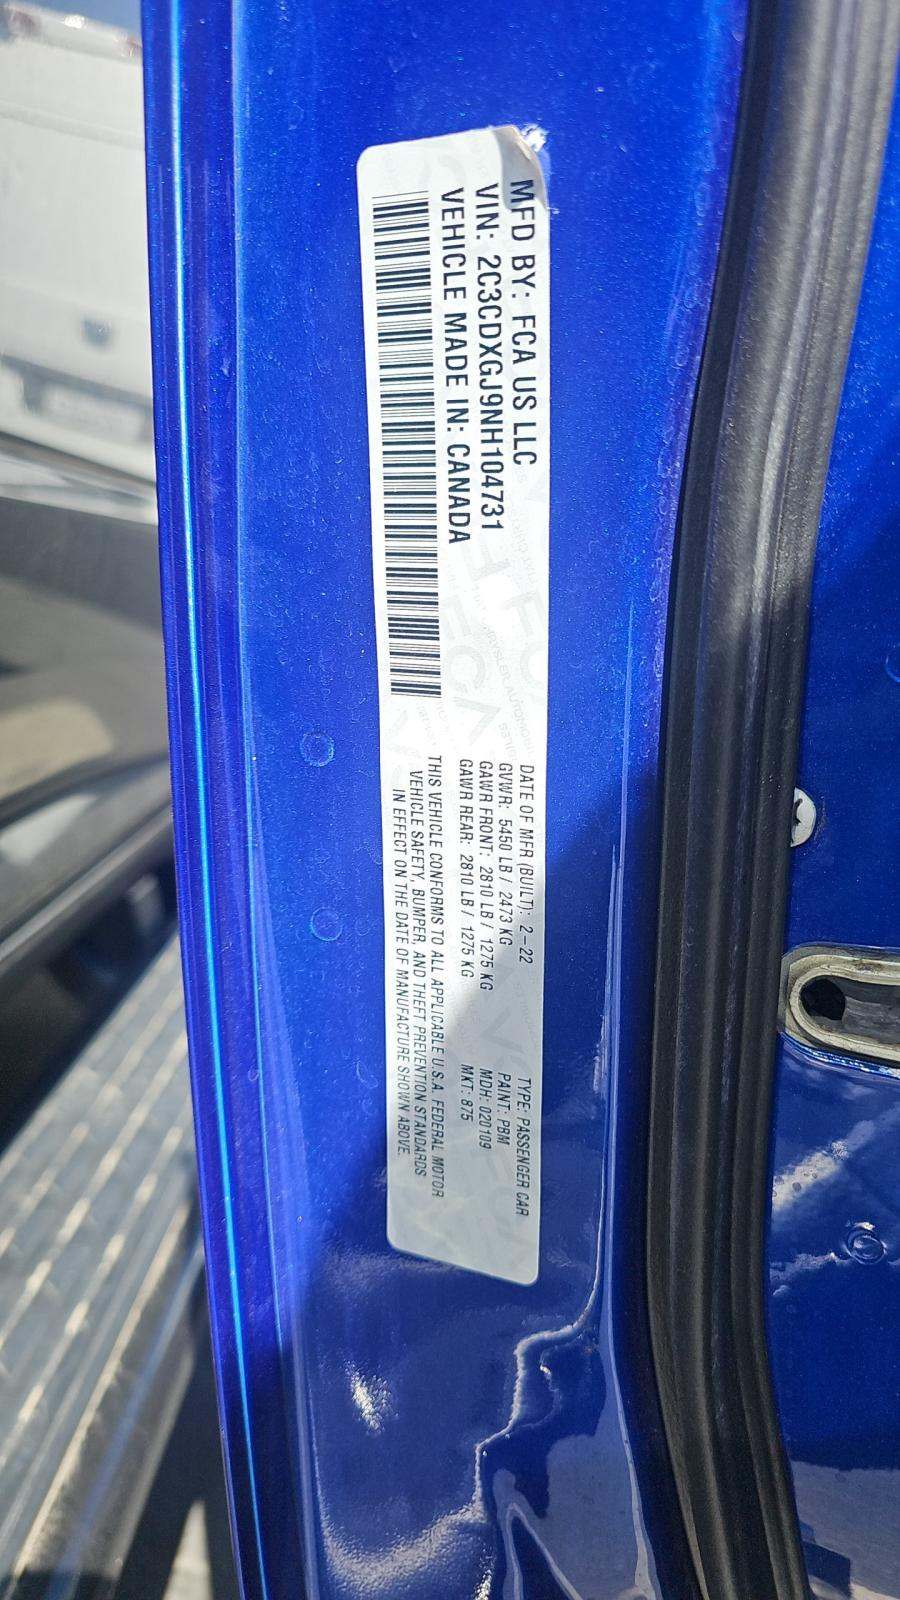 MFD BY: FCA US LLC
VIN: 2C3CDXGJ9NH104731
VEHICLE MADE IN: CANADA
DATE OF MFR (BUILT): 2-22
GVWR: 5450 LB / 2473 KG
GAWR FRONT: 2810 LB / 1275 KG
GAWR REAR: 2810 LB / 1275 KG
TYPE: PASSENGER CAR
PAINT: PBM
MDH: 020109
MKT: 875
THIS VEHICLE CONFORMS TO ALL APPLICABLE U.S.A. FEDERAL MOTOR
VEHICLE SAFETY, BUMPER, AND THEFT PREVENTION STANDARDS
IN EFFECT ON THE DATE OF MANUFACTURE SHOWN ABOVE.